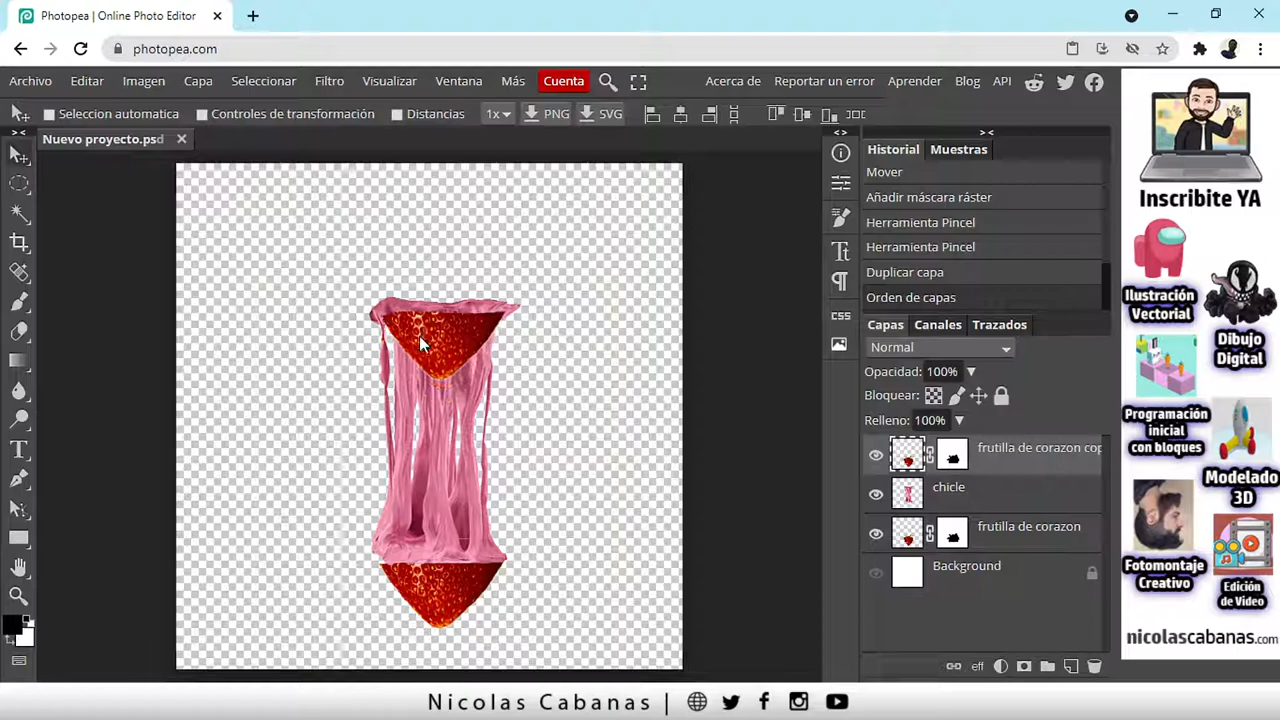 Photopea | Online Photo Editor
photopea.com
Archivo Editar Imagen Capa Seleccionar Filtro Visualizar Ventana Más Cuenta Acerca de Reportar un error Aprender Blog API
Seleccion automatica Controles de transformación Distancias 1x PNG SVG
Nuevo proyecto.psd
Historial Muestras
Mover
Añadir máscara ráster
Herramienta Pincel
Herramienta Pincel
Duplicar capa
Orden de capas
CSS
Capas Canales Trazados
Normal
Opacidad: 100%
Bloquear:
Relleno: 100%
frutilla de corazon cop
chicle
frutilla de corazon
Background
eff
Inscribite YA
Ilustración
Vectorial
Dibujo
Digital
Programación
inicial
con bloques
Modelado
3D
Fotomontaje
Creativo
Edición
de Video
nicolascabanas.com
Nicolas Cabanas |